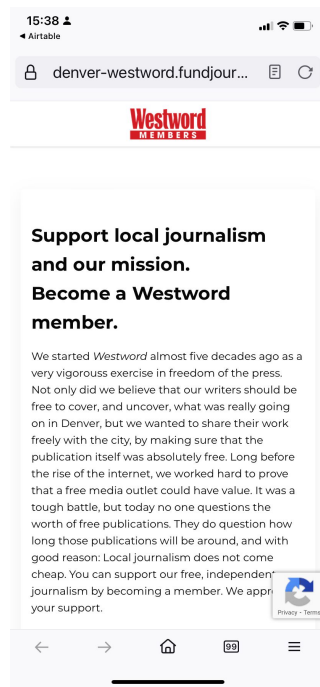 15:38
◀ Airtable
denver-westword.fundjour...
Westword
MEMBERS
Support local journalism
and our mission.
Become a Westword
member.
We started Westword almost five decades ago as a
very vigorouss exercise in freedom of the press.
Not only did we believe that our writers should be
free to cover, and uncover, what was really going
on in Denver, but we wanted to share their work
freely with the city, by making sure that the
publication itself was absolutely free. Long before
the rise of the internet, we worked hard to prove
that a free media outlet could have value. It was a
tough battle, but today no one questions the
worth of free publications. They do question how
long those publications will be around, and with
good reason: Local journalism does not come
cheap. You can support our free, independent
journalism by becoming a member. We appr
your support.
Privacy - Terms
99